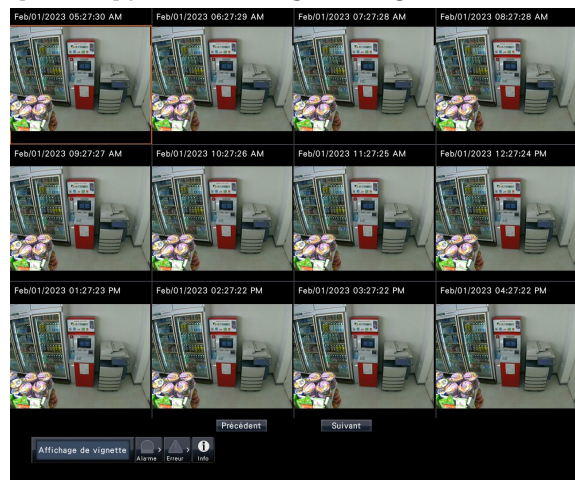 Feb/01/2023 05:27:30 AM
Feb/01/2023 06:27:29 AM
Feb/01/2023 07:27:28 AM
Feb/01/2023 08:27:28 AM
Feb/01/2023 09:27:27 AM
Feb/01/2023 10:27:26 AM
Feb/01/2023 11:27:25 AM
Feb/01/2023 12:27:24 PM
Feb/01/2023 01:27:23 PM
Feb/01/2023 02:27:22 PM
Feb/01/2023 03:27:22 PM
Feb/01/2023 04:27:22 PM
Précédent
Suivant
Affichage de vignette
Alarme
Erreur
Info